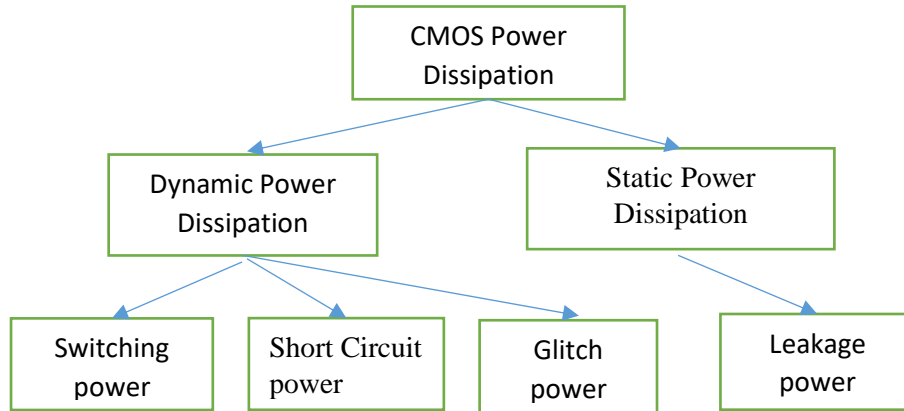 CMOS Power
Dissipation
Dynamic Power
Dissipation
Static Power
Dissipation
Switching
power
Short Circuit
power
Glitch
power
Leakage
power